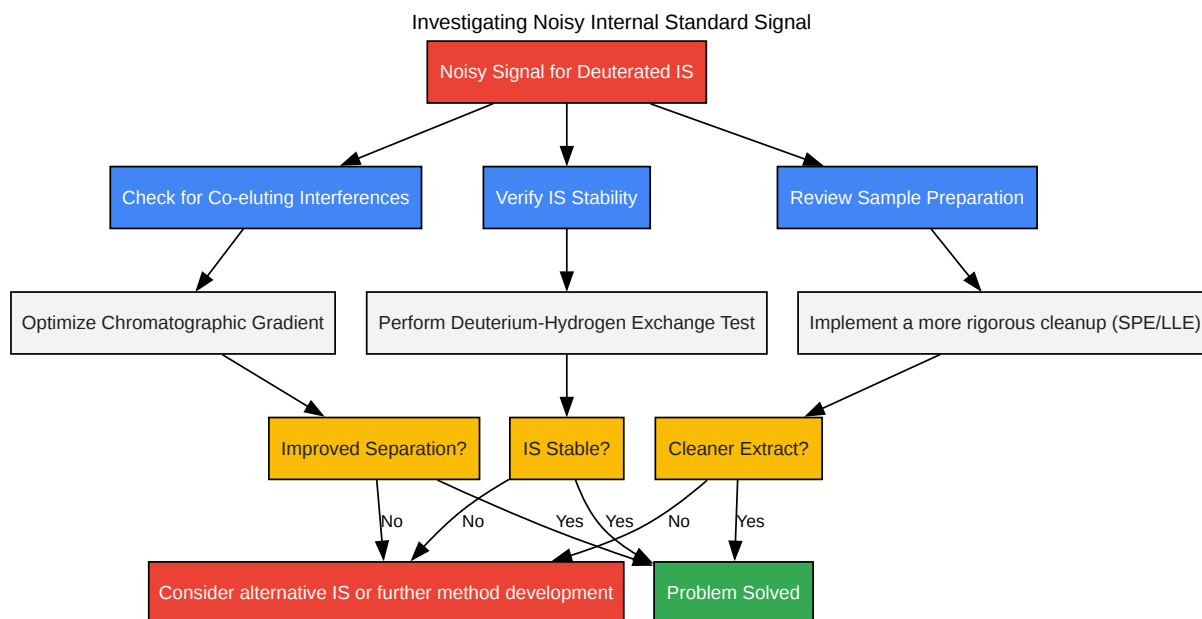 Investigating Noisy Internal Standard Signal
Noisy Signal for Deuterated IS
Check for Co-eluting Interferences
Verify IS Stability
Review Sample Preparation
Optimize Chromatographic Gradient
Perform Deuterium-Hydrogen Exchange Test
Implement a more rigorous cleanup (SPE/LLE)
Improved Separation?
IS Stable?
Cleaner Extract?
No
No
Yes
Yes
No
Yes
Consider alternative IS or further method development
Problem Solved